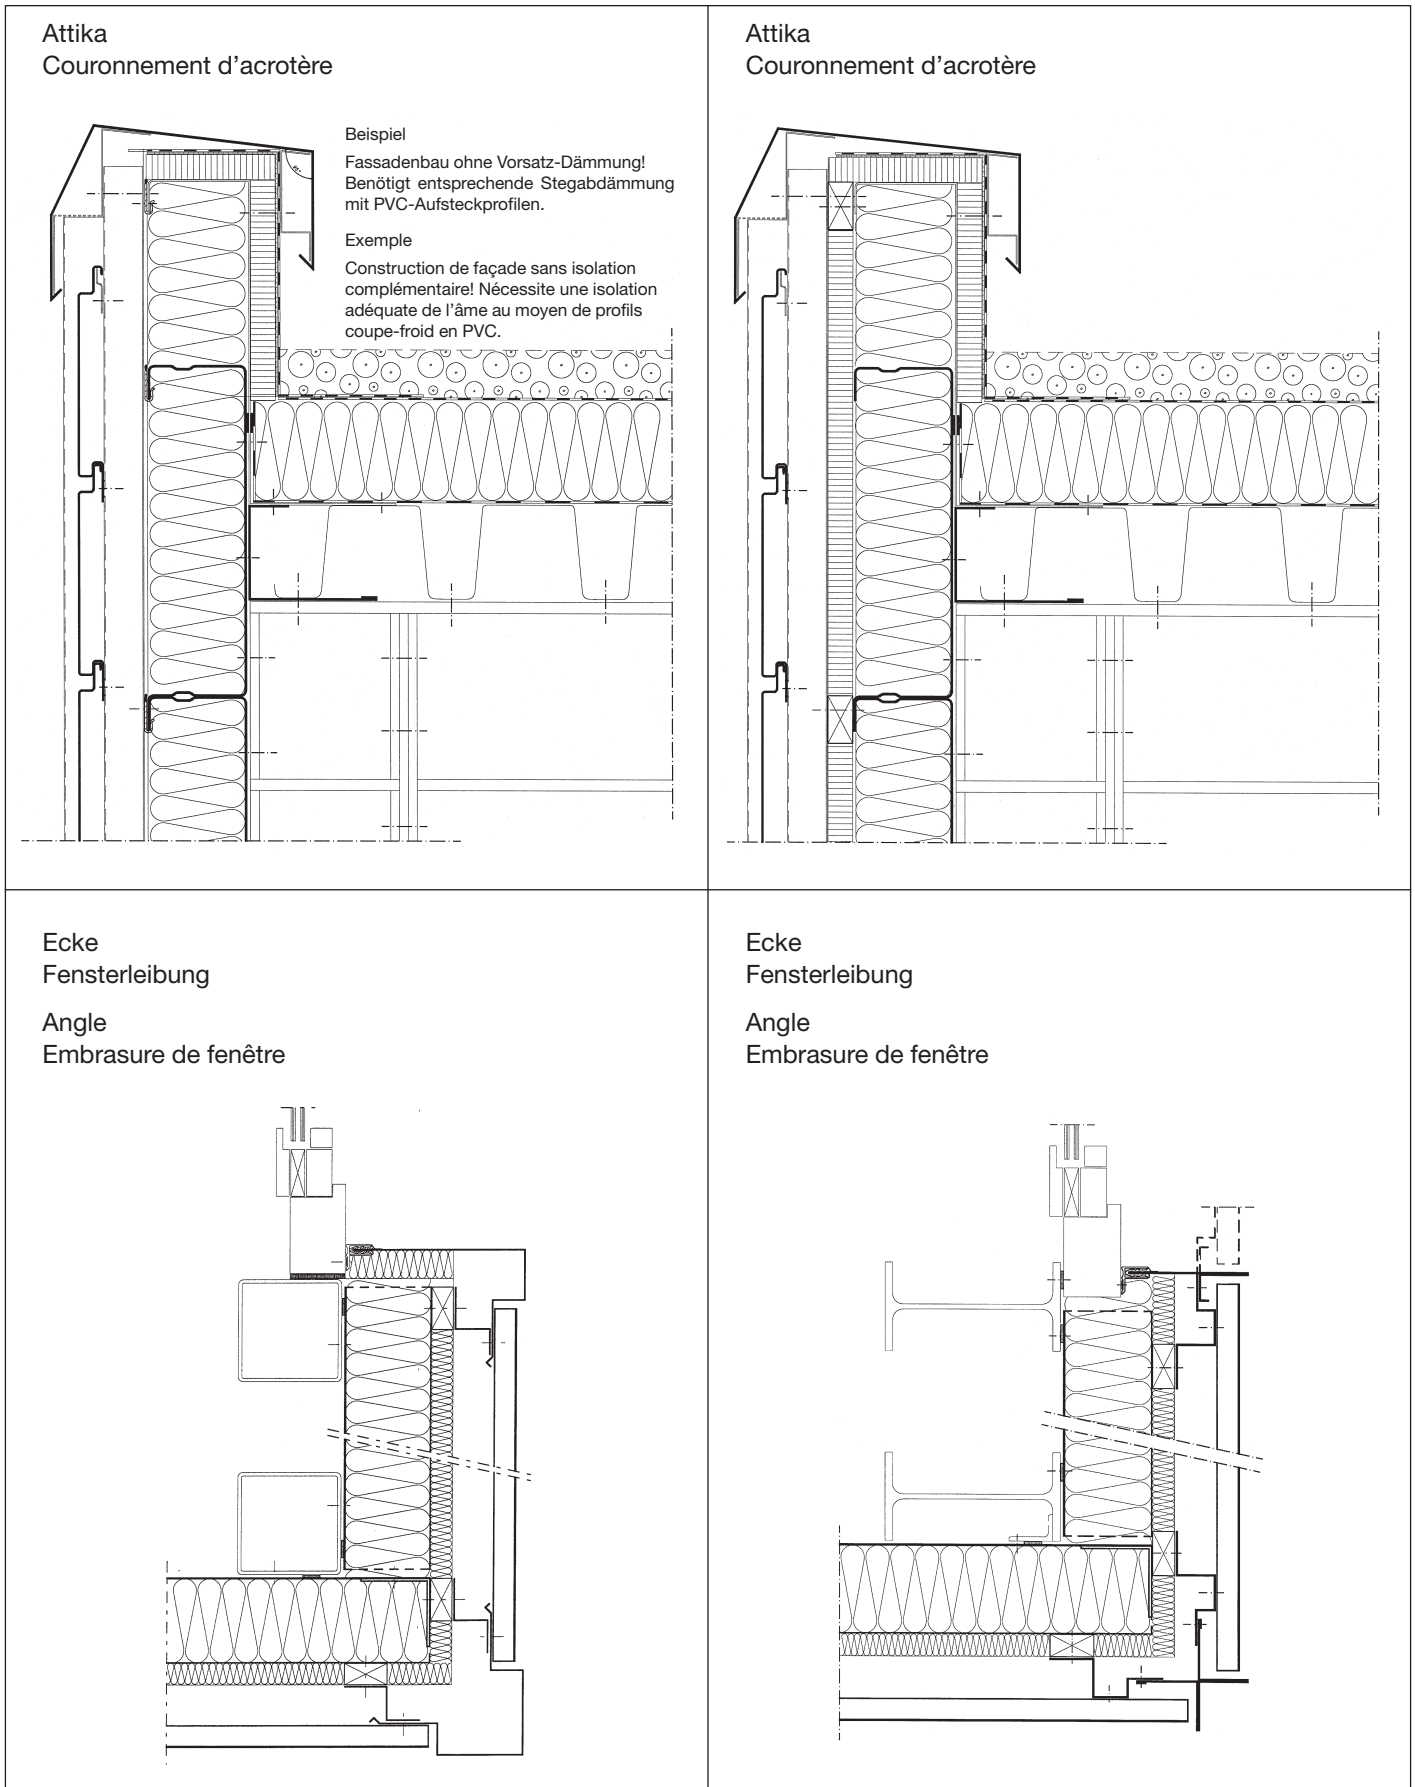 Attika
Couronnement d’acrotère
Beispiel
Fassadenbau ohne Vorsatz-Dämmung!
Benötigt entsprechende Stegabdämmung
mit PVC-Aufsteckprofilen.
Exemple
Construction de façade sans isolation
complémentaire! Nécessite une isolation
adéquate de l’âme au moyen de profils
coupe-froid en PVC.
Attika
Couronnement d’acrotère
Ecke
Fensterleibung
Angle
Embrasure de fenêtre
Ecke
Fensterleibung
Angle
Embrasure de fenêtre